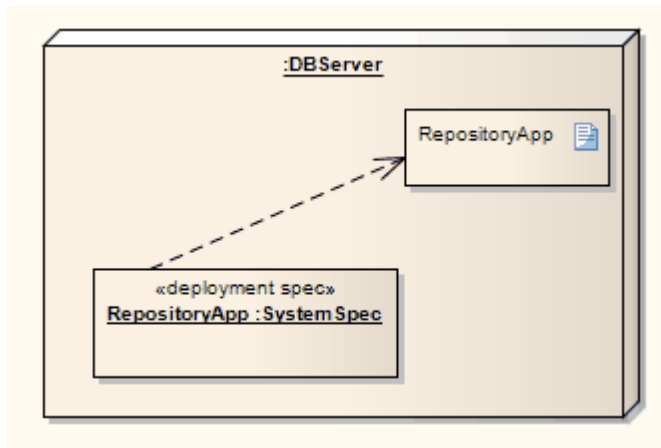 :DBServer
RepositoryApp
«deployment spec»
RepositoryApp :SystemSpec